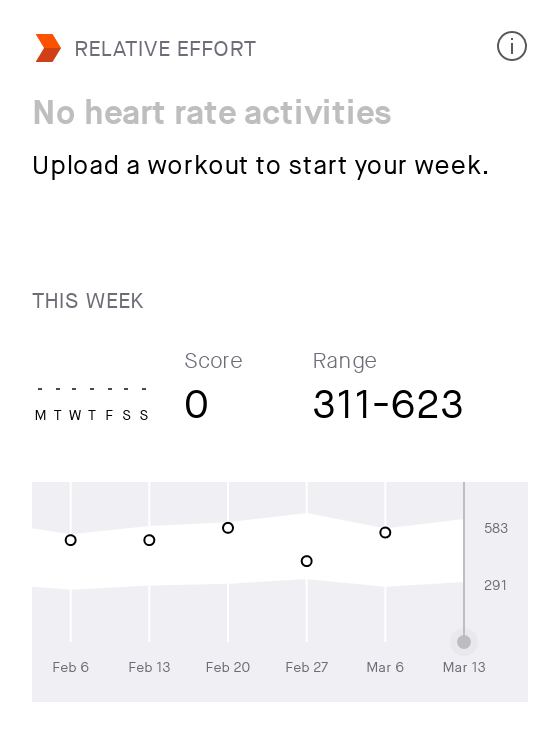 RELATIVE EFFORT
No heart rate activities
Upload a workout to start your week.
THIS WEEK
Score
Range
- - - - - - -
0
311-623
M T W T F S S
583
291
Feb 6 Feb 13 Feb 20 Feb 27 Mar 6 Mar 13